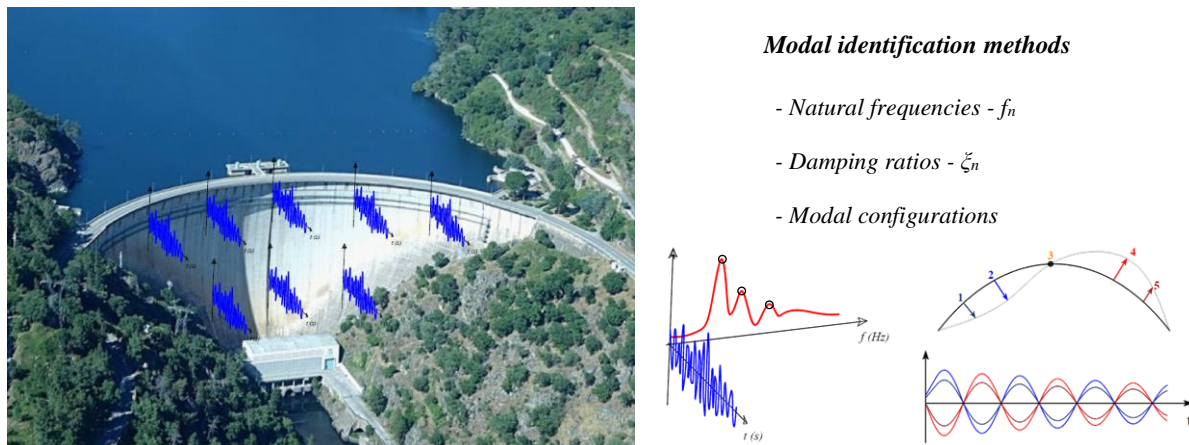 Modal identification methods
- Natural frequencies - fₙ
- Damping ratios - ξₙ
- Modal configurations
t (s)
t (s)
t (s)
t (s)
t (s)
t (s)
f (Hz)
t (s)
1
2
3
4
5
t